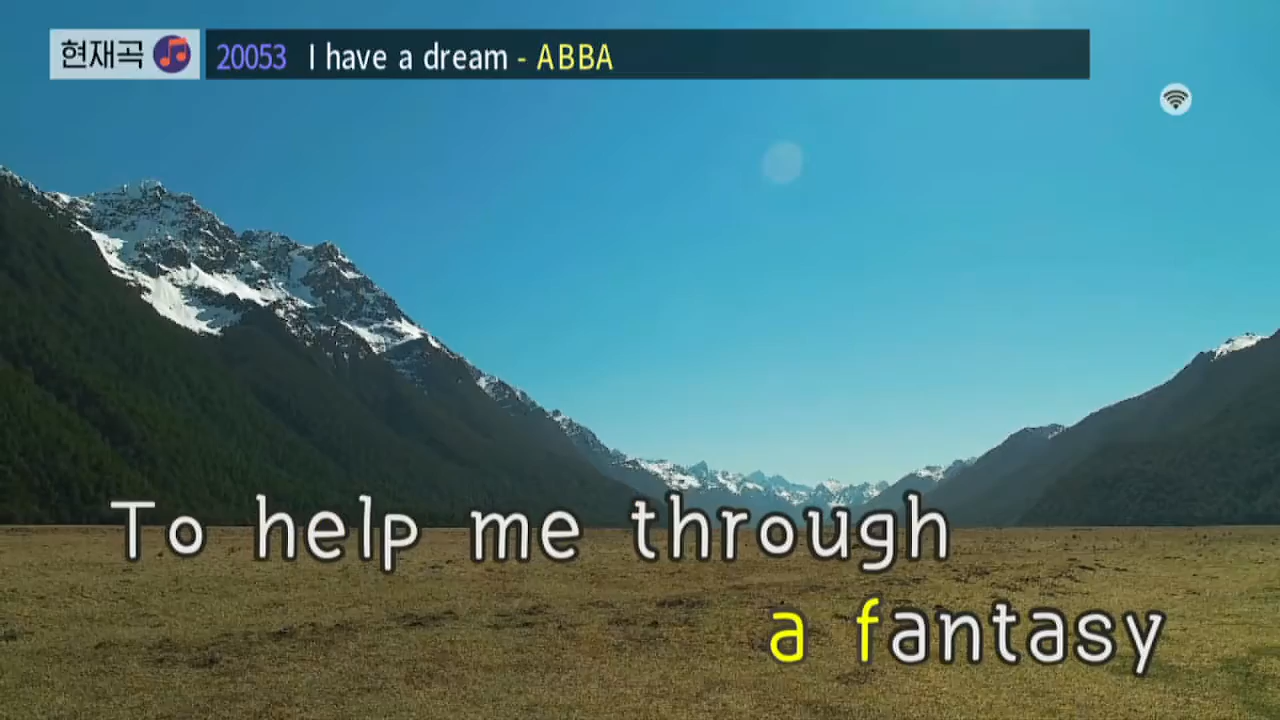 현재곡 20053 I have a dream - ABBA
To help me through
a fantasy